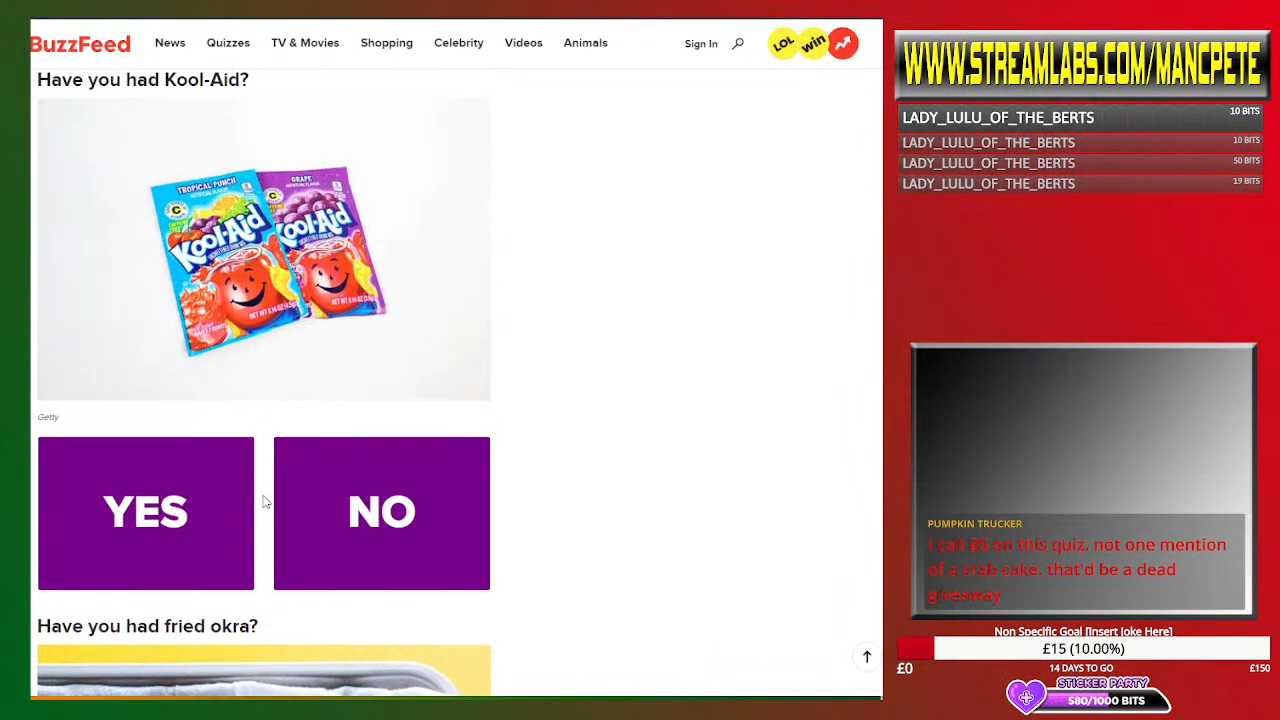 BuzzFeed
News
Quizzes
TV & Movies
Shopping
Celebrity
Videos
Animals
Sign In
LOL
win
Have you had Kool-Aid?
TROPICAL PUNCH
GRAPE
Kool-Aid
Kool-Aid
Getty
YES
NO
Have you had fried okra?
WWW.STREAMLABS.COM/MANCPETE
LADY_LULU_OF_THE_BERTS 10 BITS
LADY_LULU_OF_THE_BERTS 10 BITS
LADY_LULU_OF_THE_BERTS 50 BITS
LADY_LULU_OF_THE_BERTS 19 BITS
PUMPKIN TRUCKER
I call BS on this quiz. not one mention
of a crab cake. that'd be a dead
giveaway
Non Specific Goal [Insert Joke Here]
£15 (10.00%)
£0 14 DAYS TO GO £150
STICKER PARTY
580/1000 BITS